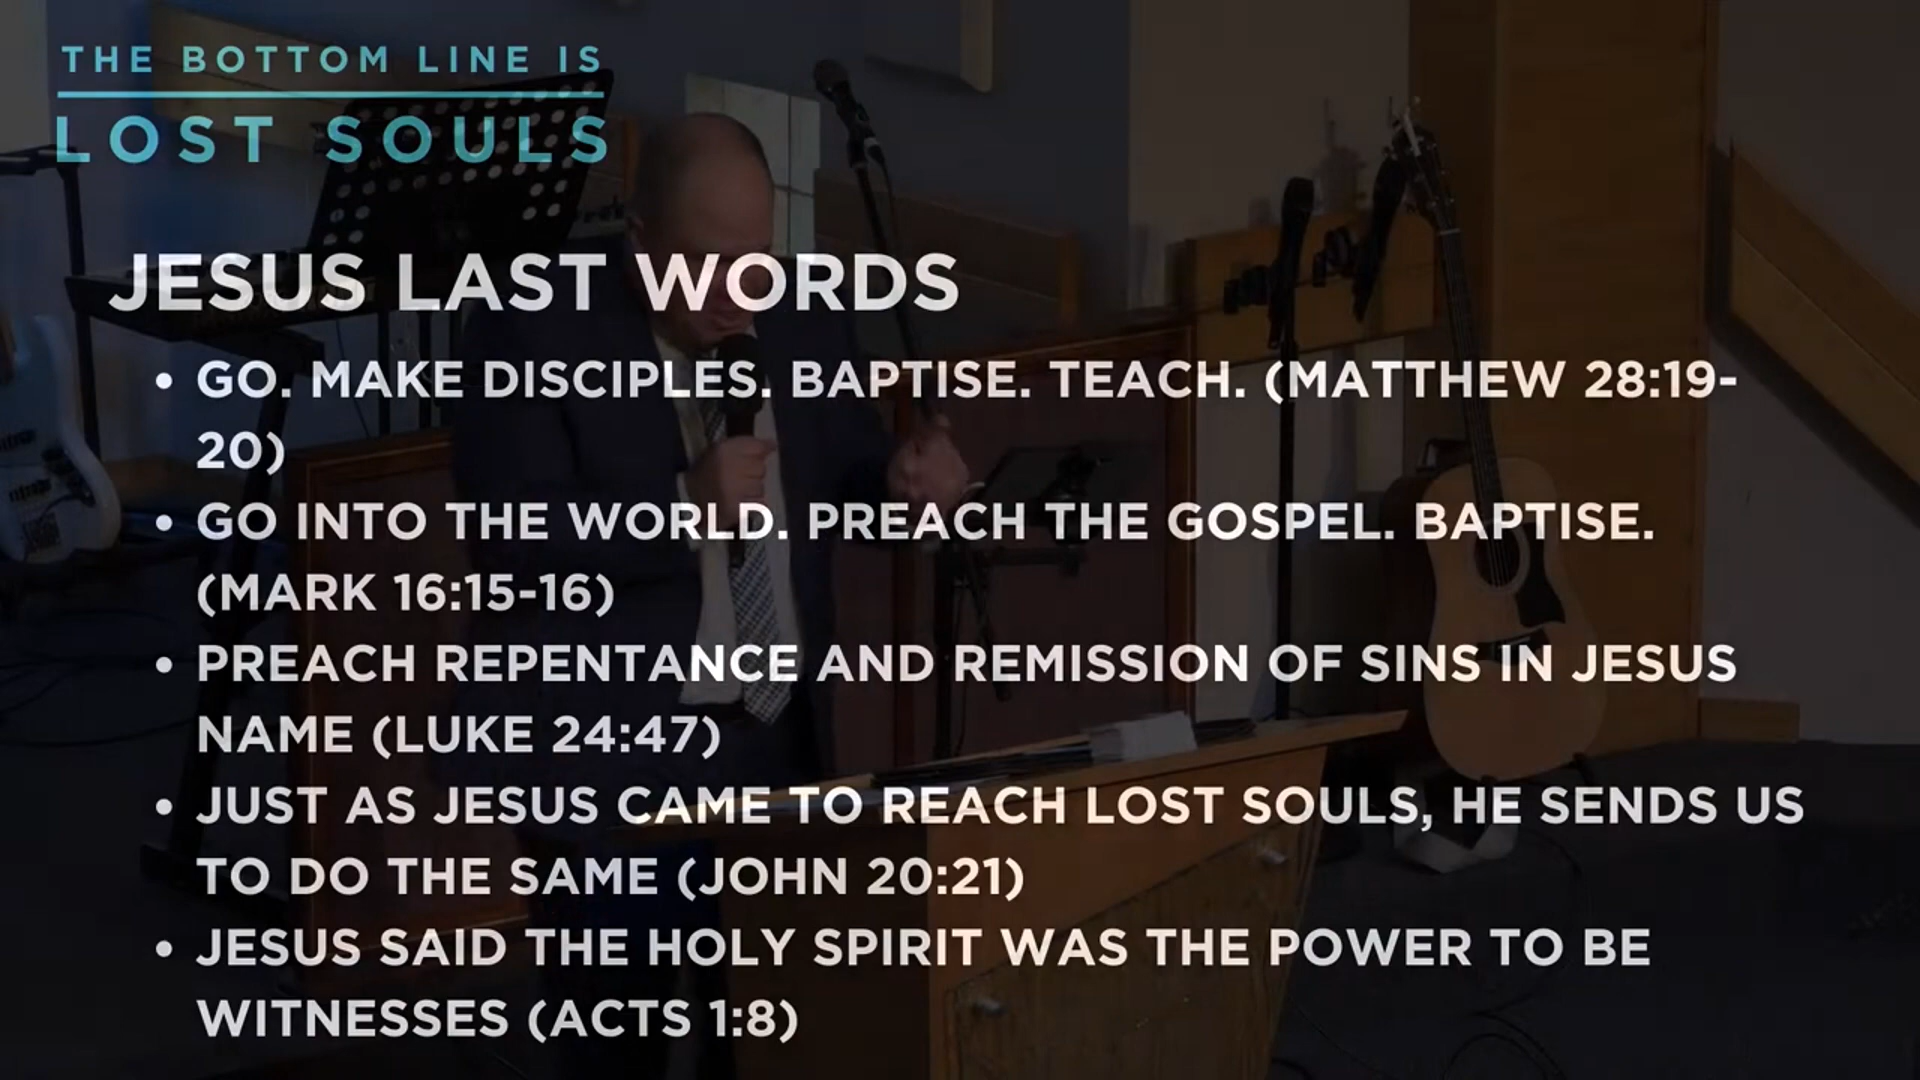 THE BOTTOM LINE IS
LOST SOULS
JESUS LAST WORDS
• GO. MAKE DISCIPLES. BAPTISE. TEACH. (MATTHEW 28:19-
20)
• GO INTO THE WORLD. PREACH THE GOSPEL. BAPTISE.
(MARK 16:15-16)
• PREACH REPENTANCE AND REMISSION OF SINS IN JESUS
NAME (LUKE 24:47)
• JUST AS JESUS CAME TO REACH LOST SOULS, HE SENDS US
TO DO THE SAME (JOHN 20:21)
• JESUS SAID THE HOLY SPIRIT WAS THE POWER TO BE
WITNESSES (ACTS 1:8)